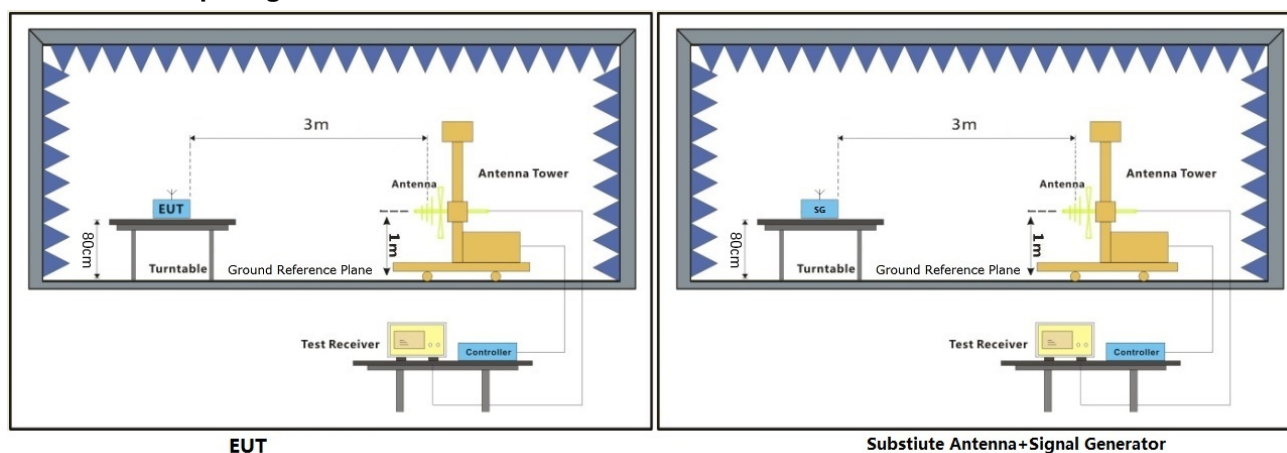 3m
Antenna Tower
Antenna
EUT
80cm
1m
Turntable
Ground Reference Plane
Test Receiver
Controller
EUT
3m
Antenna Tower
Antenna
SG
80cm
1m
Turntable
Ground Reference Plane
Test Receiver
Controller
Substiute Antenna+Signal Generator